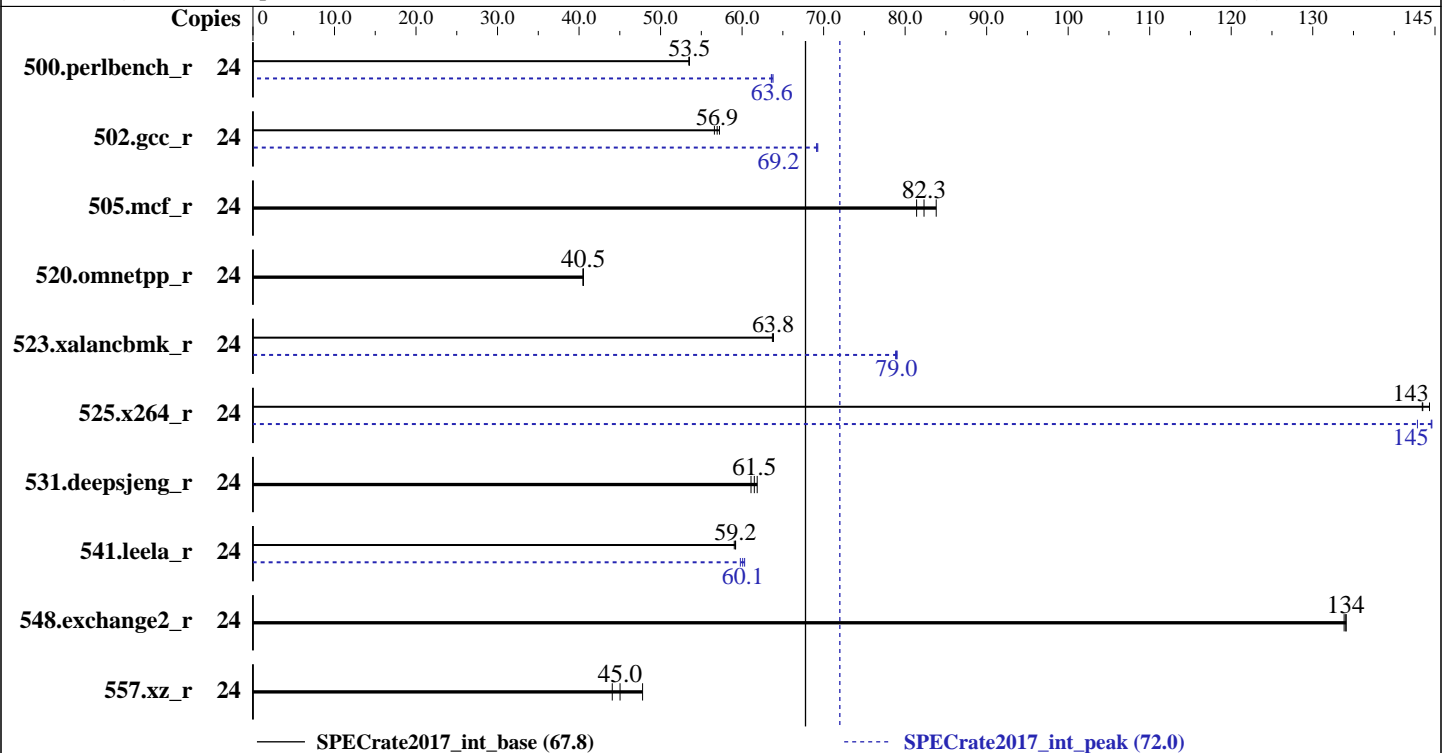 Copies 0 10.0 20.0 30.0 40.0 50.0 60.0 70.0 80.0 90.0 100 110 120 130 145
53.5
500.perlbench_r 24
63.6
56.9
502.gcc_r 24
69.2
82.3
505.mcf_r 24
40.5
520.omnetpp_r 24
63.8
523.xalancbmk_r 24
79.0
143
525.x264_r 24
145
61.5
531.deepsjeng_r 24
59.2
541.leela_r 24
60.1
134
548.exchange2_r 24
45.0
557.xz_r 24
SPECrate2017_int_base (67.8) SPECrate2017_int_peak (72.0)